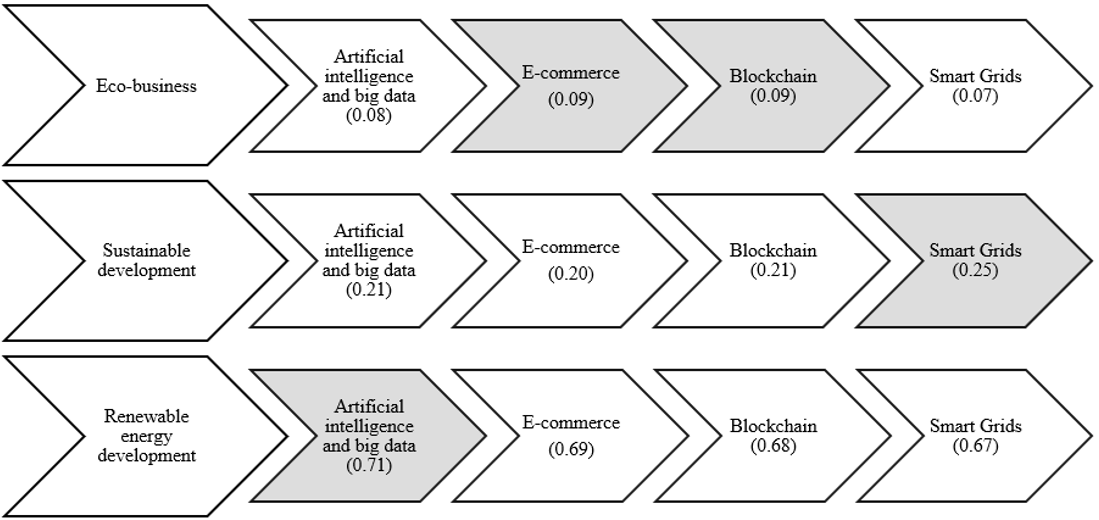 Eco-business
Artificial
intelligence
and big data
(0.08)
E-commerce
(0.09)
Blockchain
(0.09)
Smart Grids
(0.07)
Sustainable
development
Artificial
intelligence
and big data
(0.21)
E-commerce
(0.20)
Blockchain
(0.21)
Smart Grids
(0.25)
Renewable
energy
development
Artificial
intelligence
and big data
(0.71)
E-commerce
(0.69)
Blockchain
(0.68)
Smart Grids
(0.67)